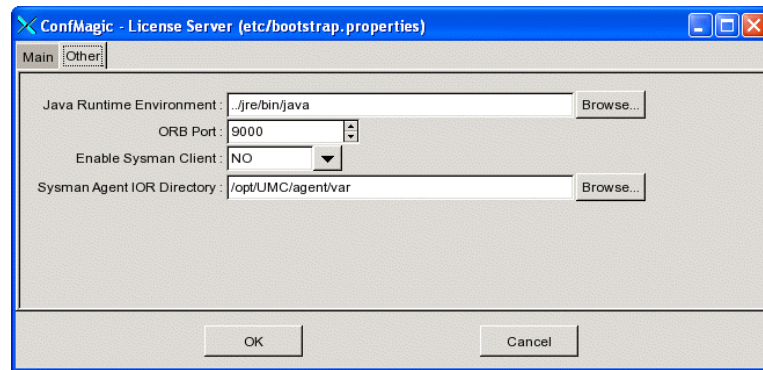 ConfMagic - License Server (etc/bootstrap.properties)
Main Other
Java Runtime Environment : ../jre/bin/java Browse...
ORB Port : 9000
Enable Sysman Client : NO
Sysman Agent IOR Directory : /opt/UMC/agent/var Browse...
OK Cancel